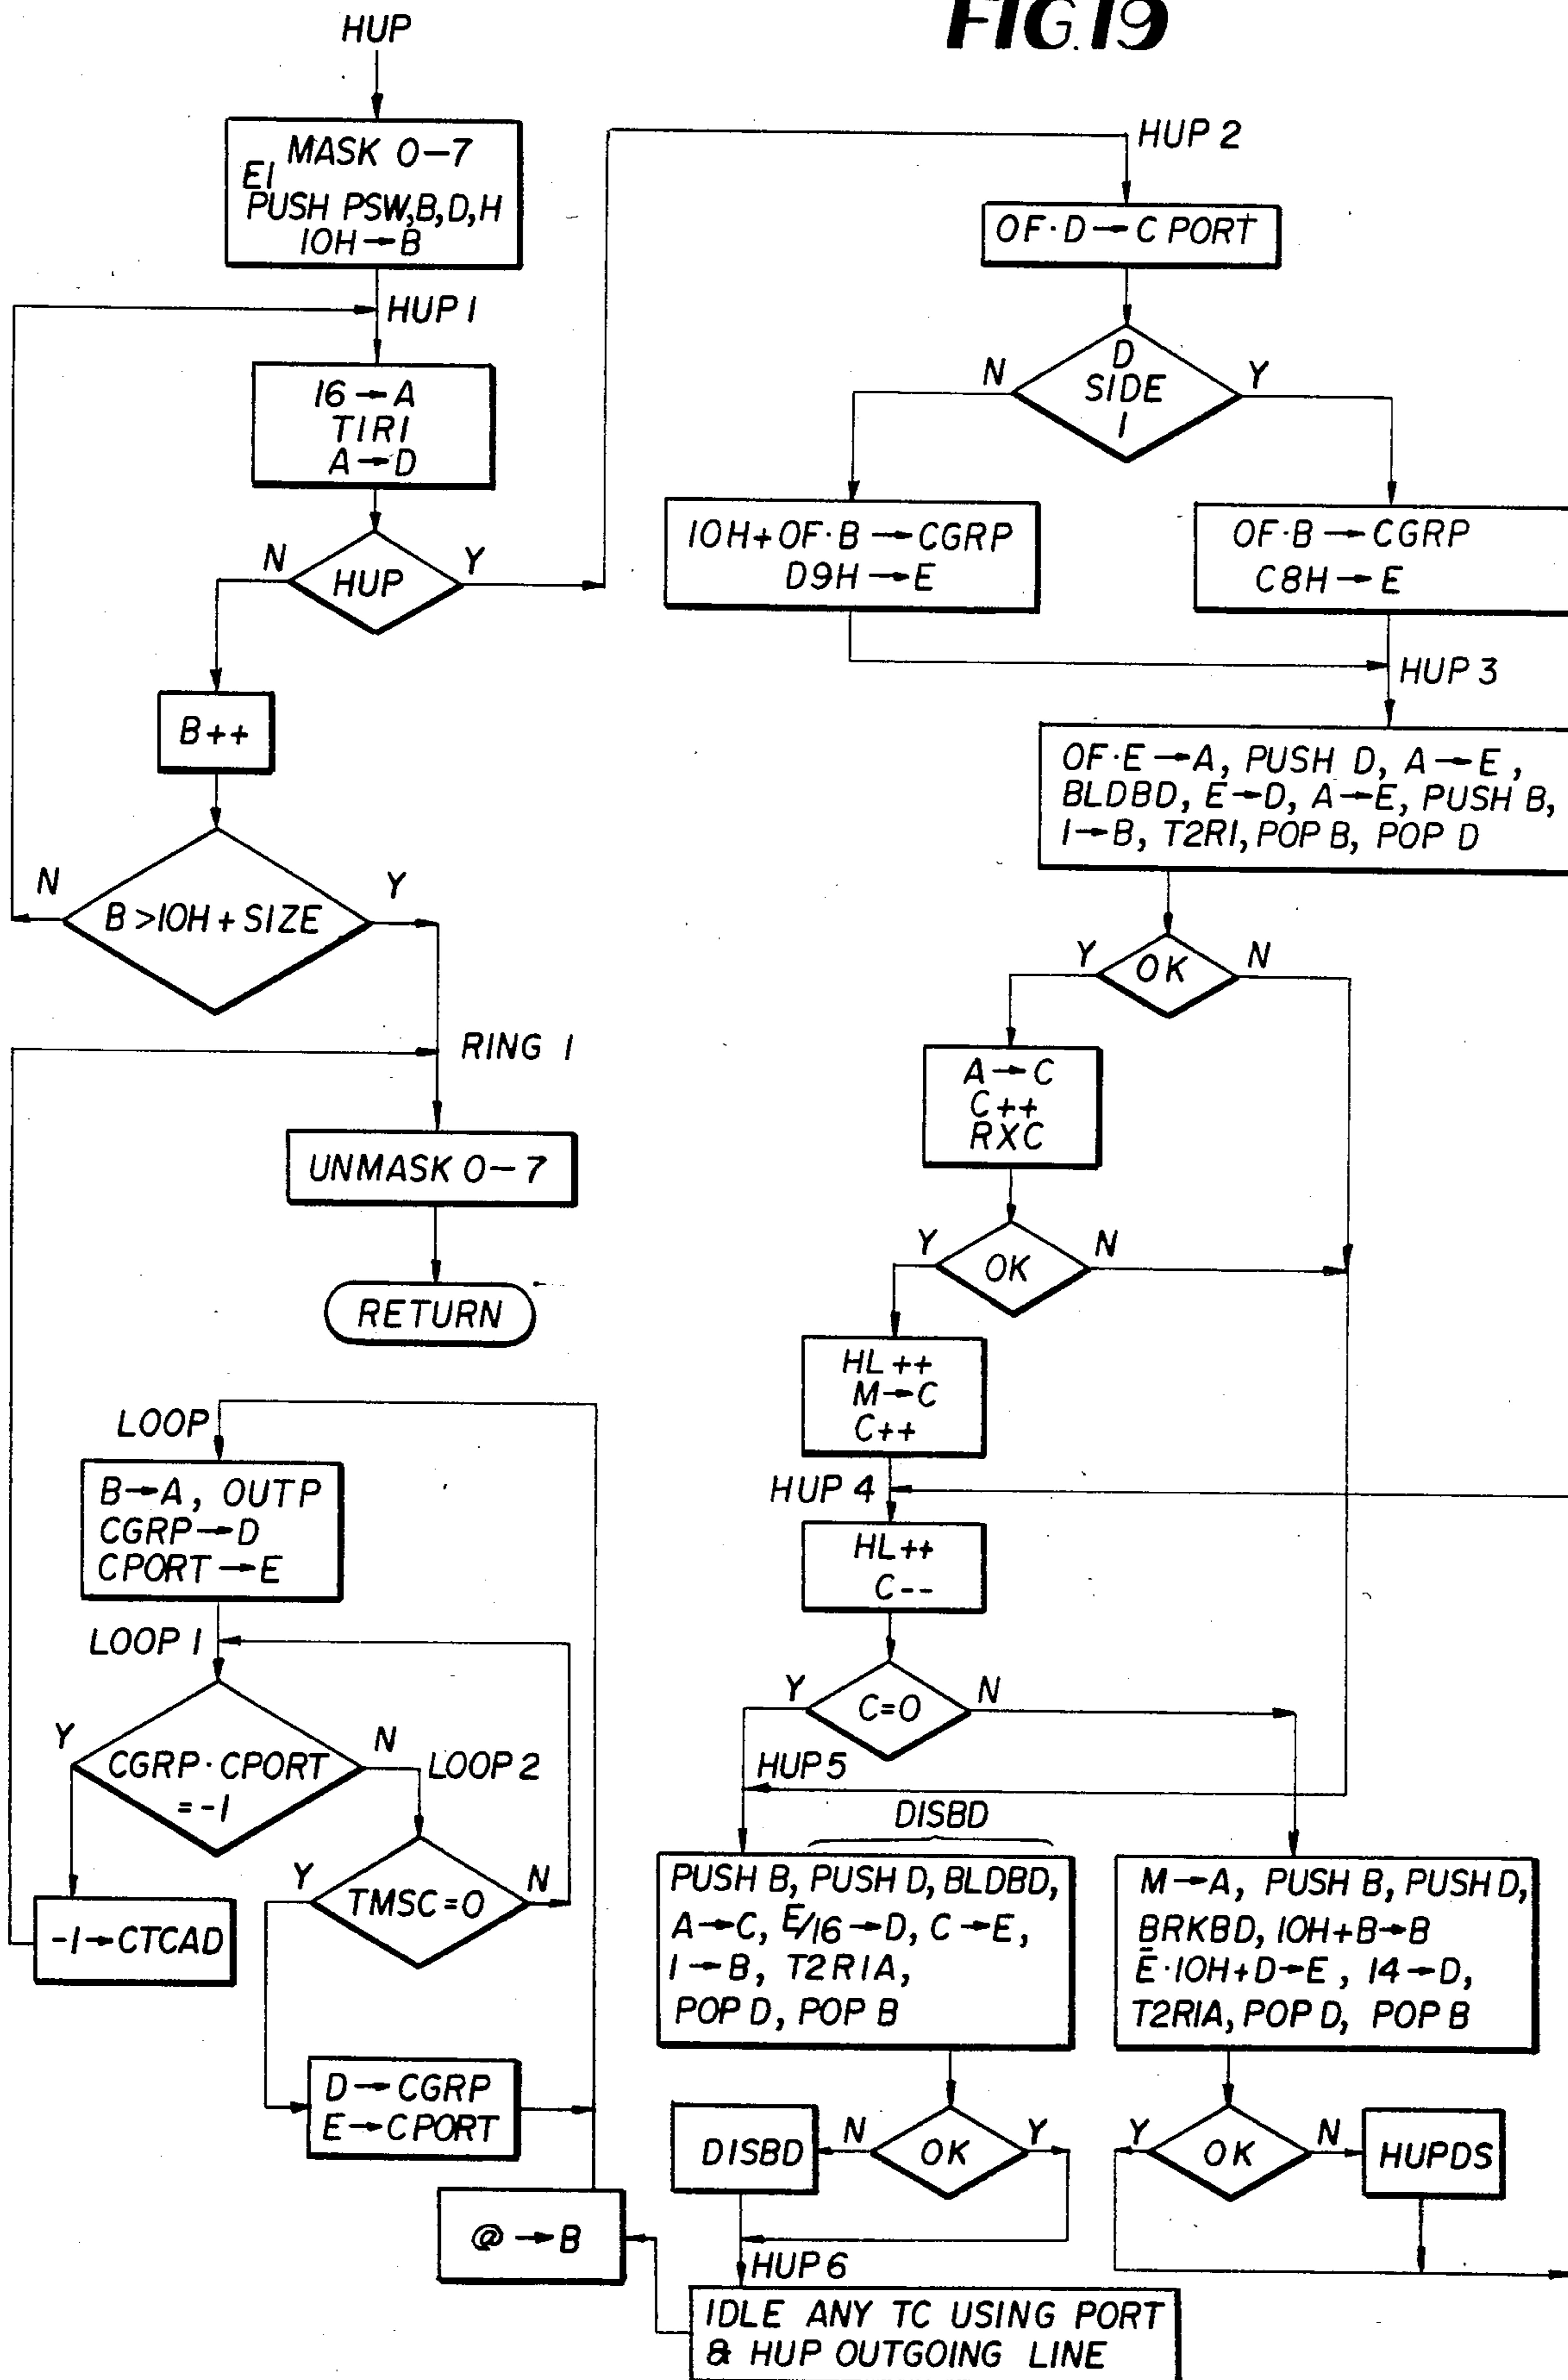 FIG. 19
HUP
MASK 0-7
EI
PUSH PSW,B,D,H
10H→B
HUP 1
16→A
TIRI
A→D
N
HUP
Y
B++
N
B>10H+SIZE
Y
RING 1
UNMASK 0-7
RETURN
LOOP
B→A, OUTP
CGRP→D
CPORT→E
LOOP 1
Y
CGRP·CPORT
=-1
N
LOOP 2
Y
TMSC=0
N
-1→CTCAD
D→CGRP
E→CPORT
@→B
HUP 2
OF·D→C PORT
N
D
SIDE
1
Y
10H+OF·B→CGRP
D9H→E
OF·B→CGRP
C8H→E
HUP 3
OF·E→A, PUSH D, A→E,
BLDBD, E→D, A→E, PUSH B,
1→B, T2RI, POP B, POP D
Y
OK
N
A→C
C++
RXC
Y
OK
N
HL++
M→C
C++
HUP 4
HL++
C--
Y
C=0
N
HUP 5
DISBD
PUSH B, PUSH D, BLDBD,
A→C, E/16→D, C→E,
1→B, T2RIA,
POP D, POP B
M→A, PUSH B, PUSH D,
BRKBD, 10H+B→B
Ē·10H+D→E, 14→D,
T2RIA, POP D, POP B
DISBD
N
OK
Y
Y
OK
N
HUPDS
HUP 6
IDLE ANY TC USING PORT
& HUP OUTGOING LINE